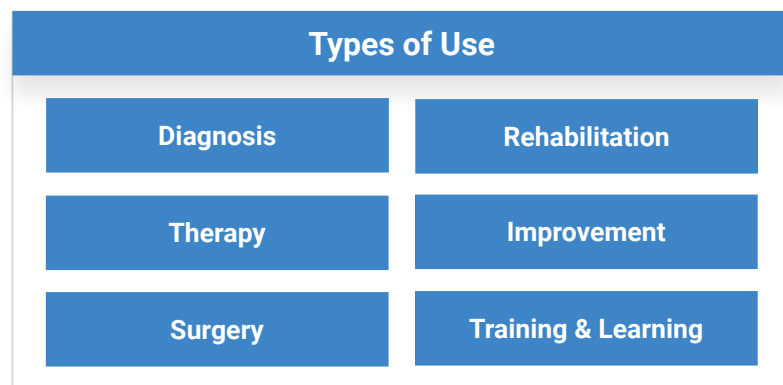 Types of Use
Diagnosis
Rehabilitation
Therapy
Improvement
Surgery
Training & Learning